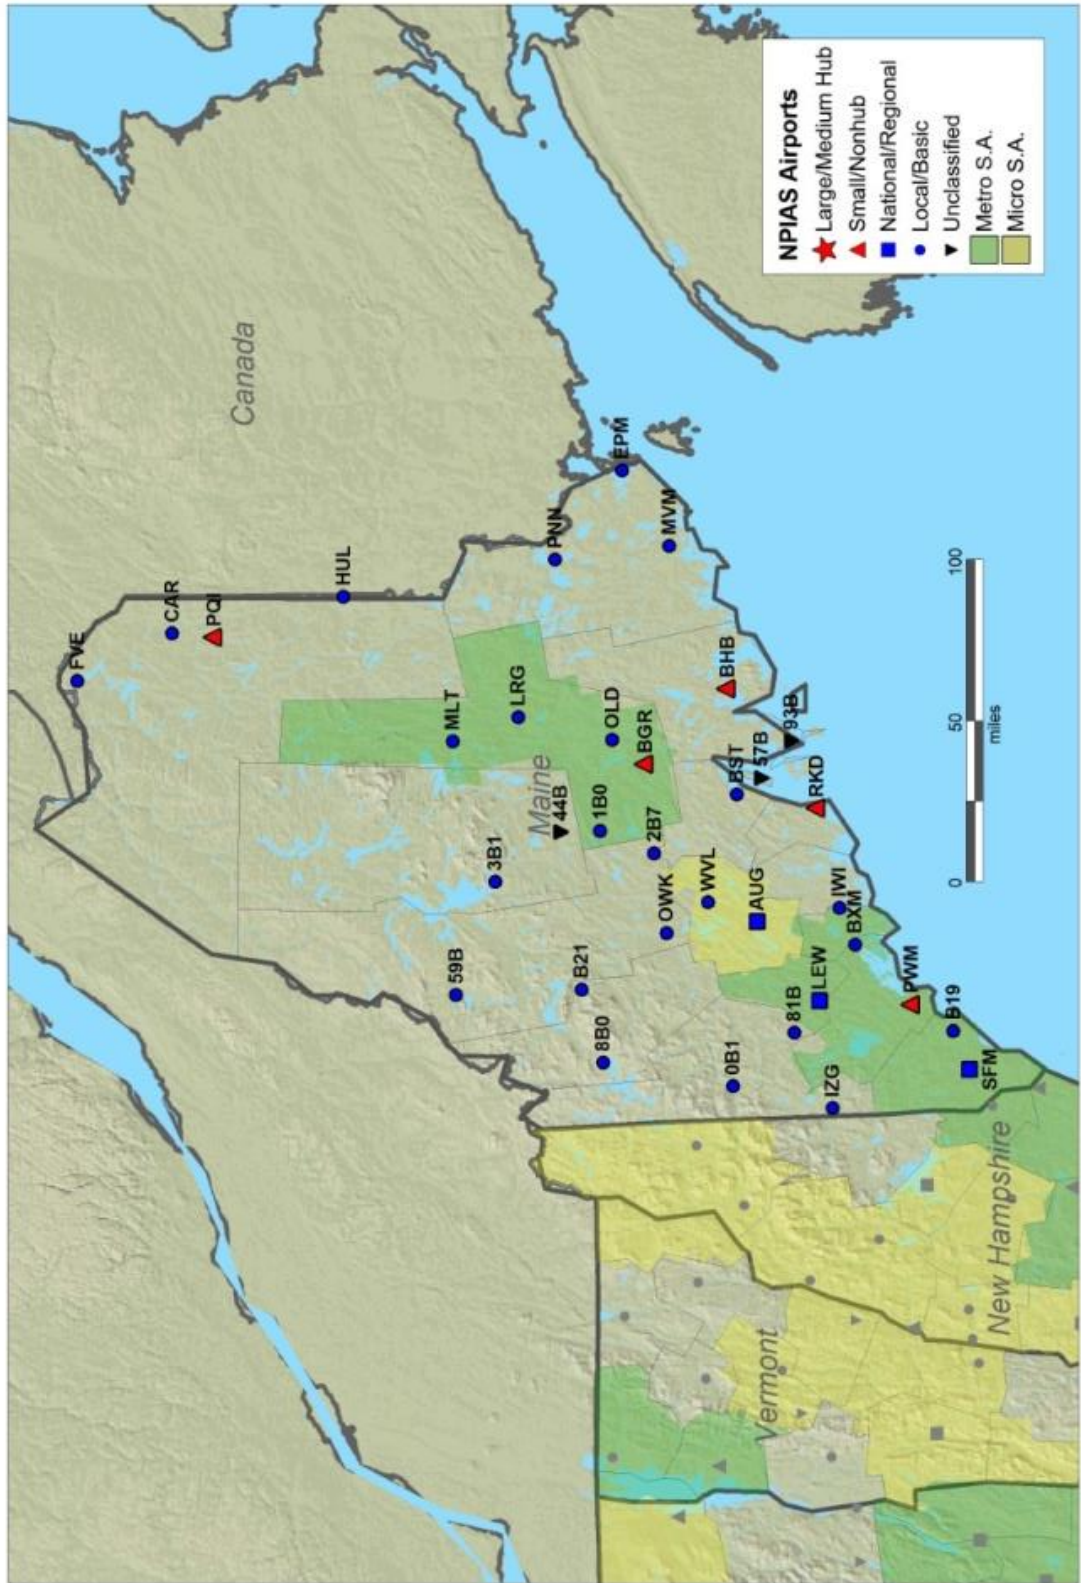 Canada
FVE
CAR
PQI
HUL
MLT
LRG
PNN
EPM
MVM
OLD
BGR
BHB
Maine
44B
1B0
2B7
3B1
59B
B21
8B0
OWK
WVL
AUG
BST
57B
93B
RKD
IWI
BXM
LEW
81B
0B1
IZG
PWM
B19
SFM
New Hampshire
Vermont
0
50
100
miles
NPIAS Airports
Large/Medium Hub
Small/Nonhub
National/Regional
Local/Basic
Unclassified
Metro S.A.
Micro S.A.